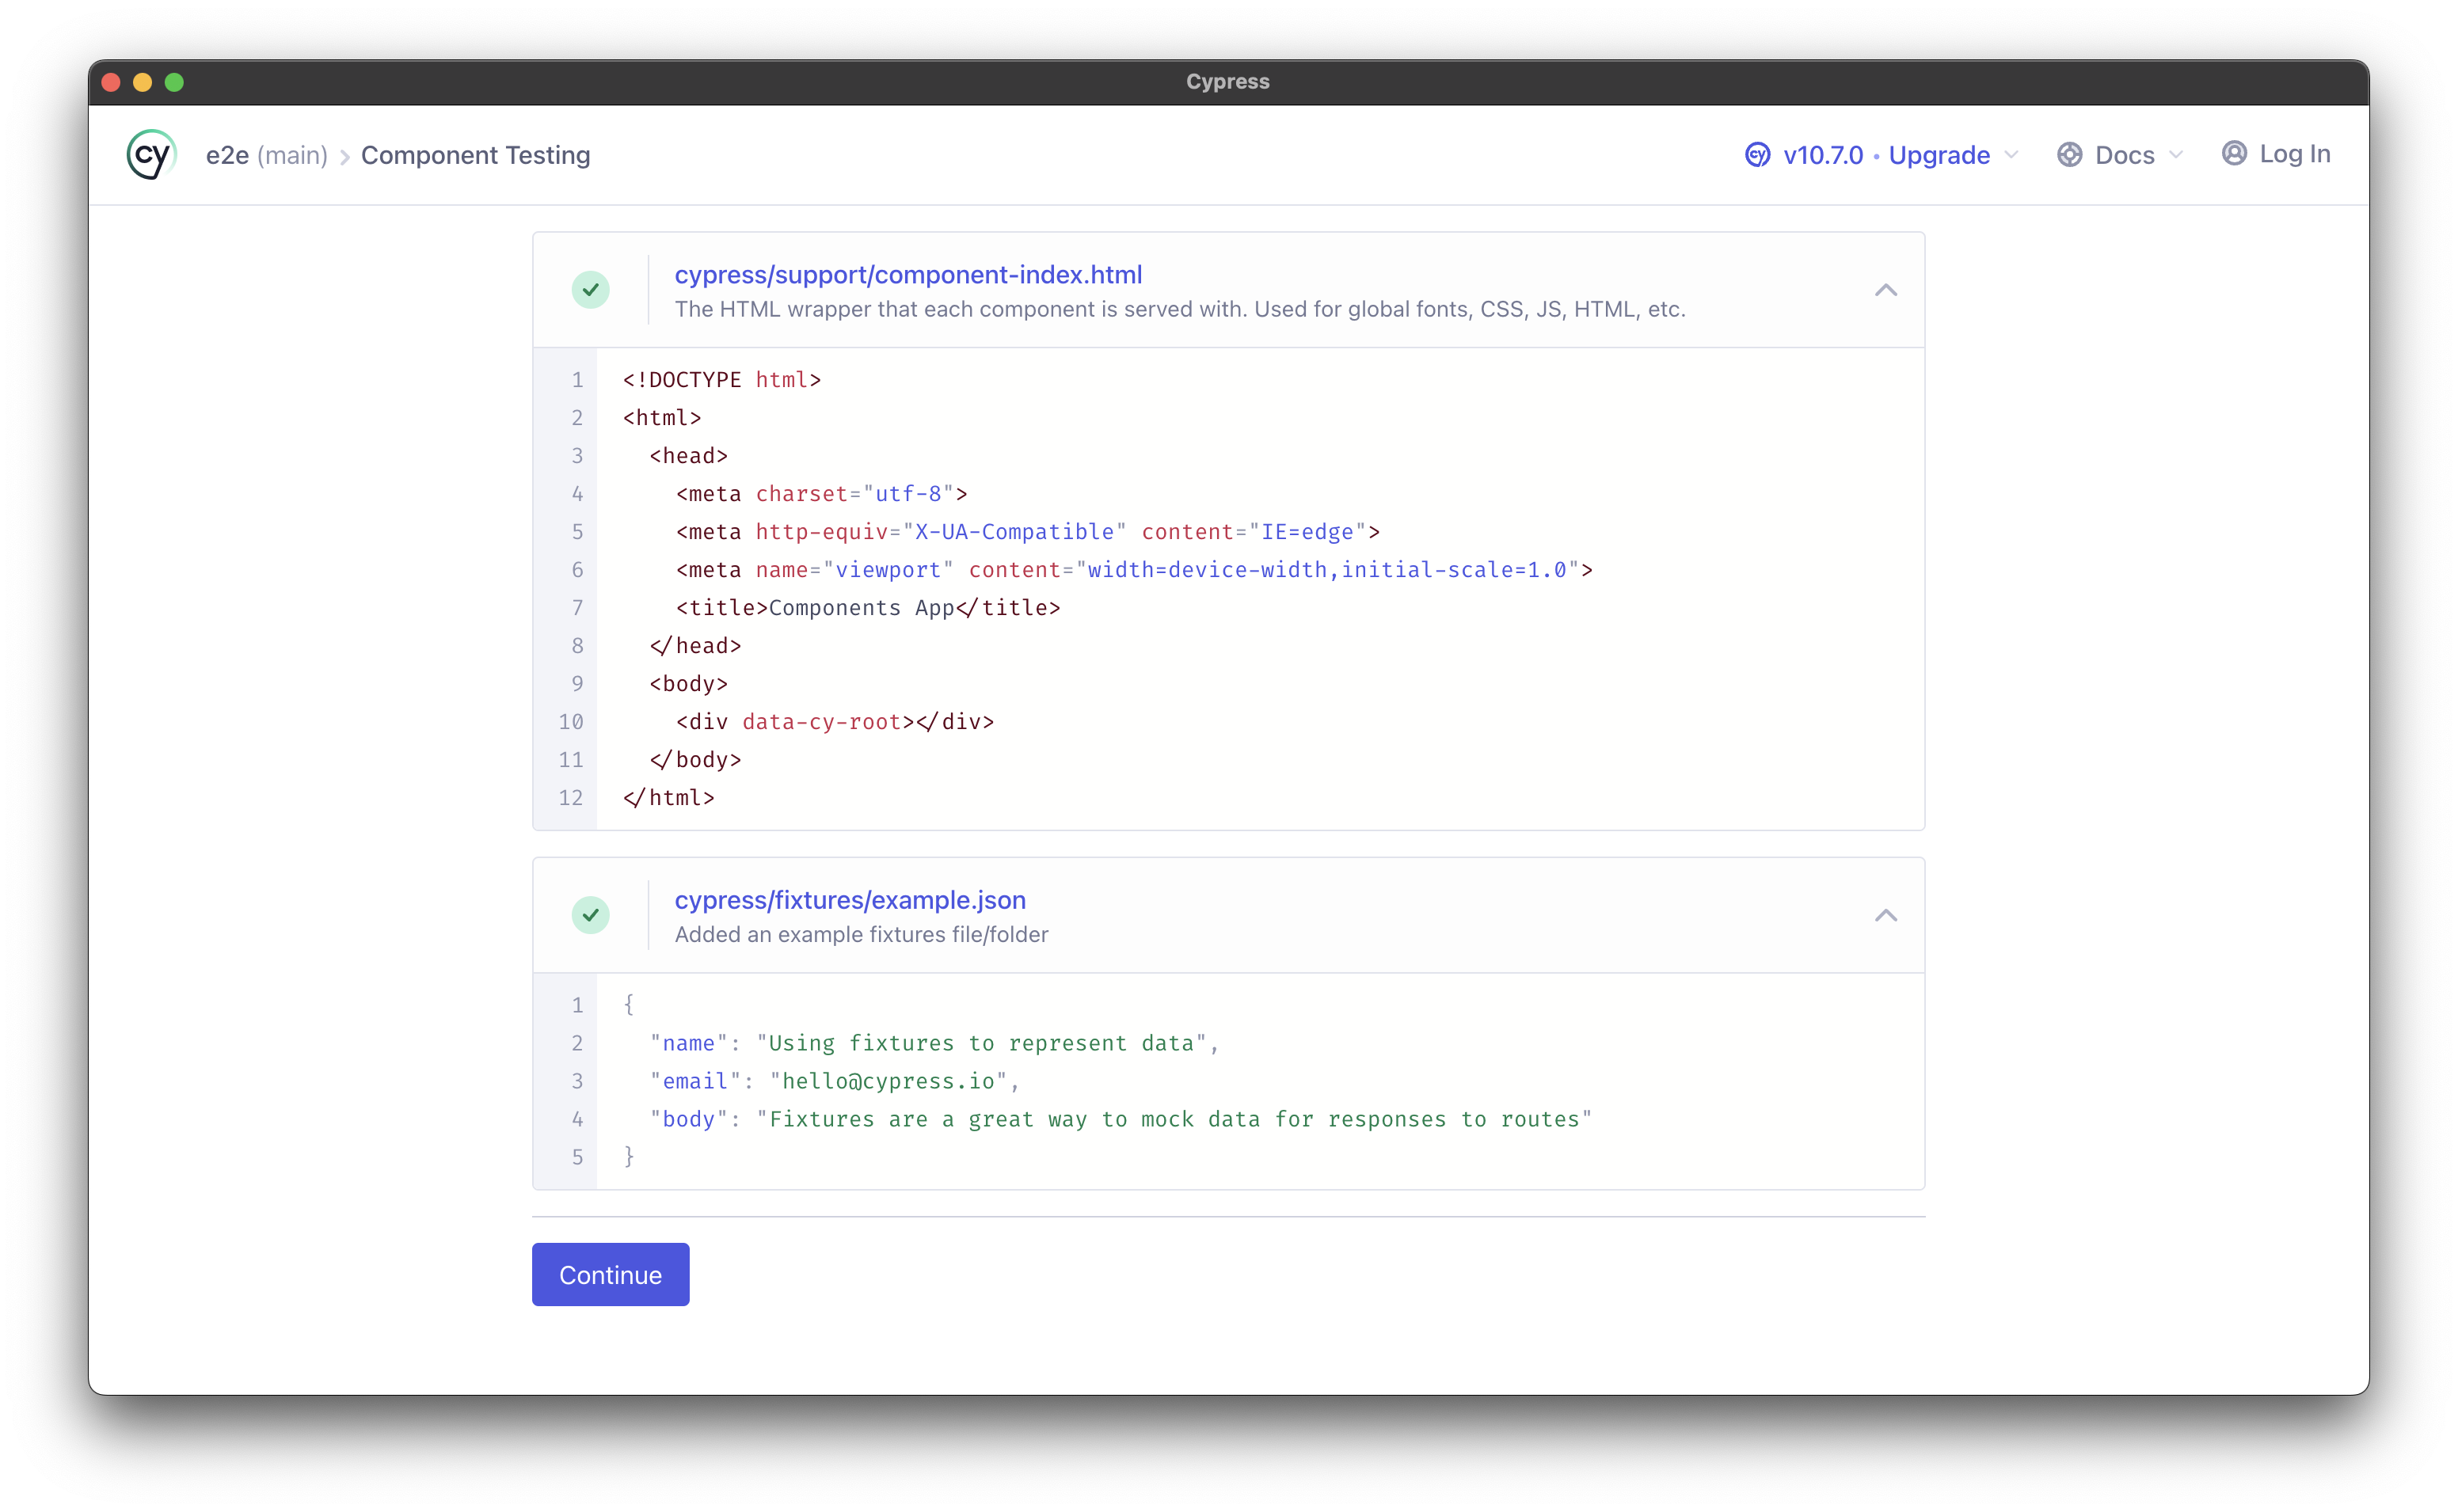 Cypress
cy e2e (main) Component Testing
cy v10.7.0 • Upgrade Docs Log In
cypress/support/component-index.html
The HTML wrapper that each component is served with. Used for global fonts, CSS, JS, HTML, etc.
1 <!DOCTYPE html>
2 <html>
3   <head>
4     <meta charset="utf-8">
5     <meta http-equiv="X-UA-Compatible" content="IE=edge">
6     <meta name="viewport" content="width=device-width,initial-scale=1.0">
7     <title>Components App</title>
8   </head>
9   <body>
10     <div data-cy-root></div>
11   </body>
12 </html>
cypress/fixtures/example.json
Added an example fixtures file/folder
1 {
2   "name": "Using fixtures to represent data",
3   "email": "hello@cypress.io",
4   "body": "Fixtures are a great way to mock data for responses to routes"
5 }
Continue